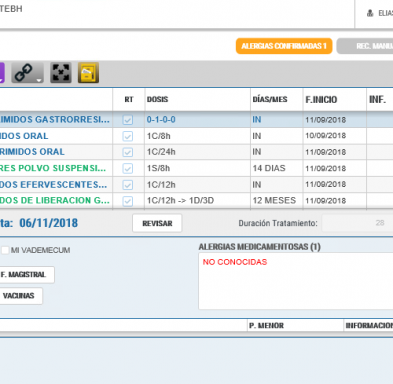 TEBH
ELIAS
ALERGIAS CONFIRMADAS 1
REC. MANU
RT DOSIS DÍAS/MES F.INICIO INF.
IMIDOS GASTRORRESI... 0-1-0-0 IN 11/09/2018
IDOS ORAL 1C/8h IN 10/09/2018
RIMIDOS ORAL 1C/24h IN 11/09/2018
RES POLVO SUSPENSI... 1S/8h 14 DIAS 11/09/2018
DOS EFERVESCENTES... 1C/12h IN 11/09/2018
DOS DE LIBERACION G... 1C/12h -> 1D/3D 12 MESES 11/09/2018
ta: 06/11/2018 REVISAR Duración Tratamiento: 28
MI VADEMECUM
ALERGIAS MEDICAMENTOSAS (1)
NO CONOCIDAS
F. MAGISTRAL
VACUNAS
P. MENOR INFORMACION